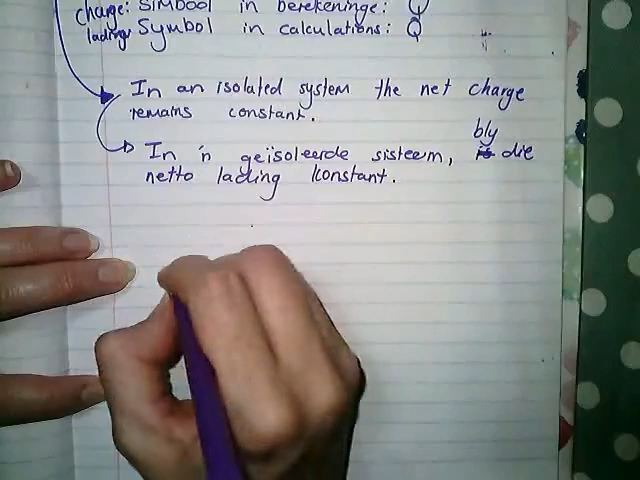 charge: Simbool in berekeninge: Q
lading: Symbol in calculations: Q
In an isolated system the net charge
remains constant.
bly
In 'n geïsoleerde sisteem, is die
netto lading konstant.